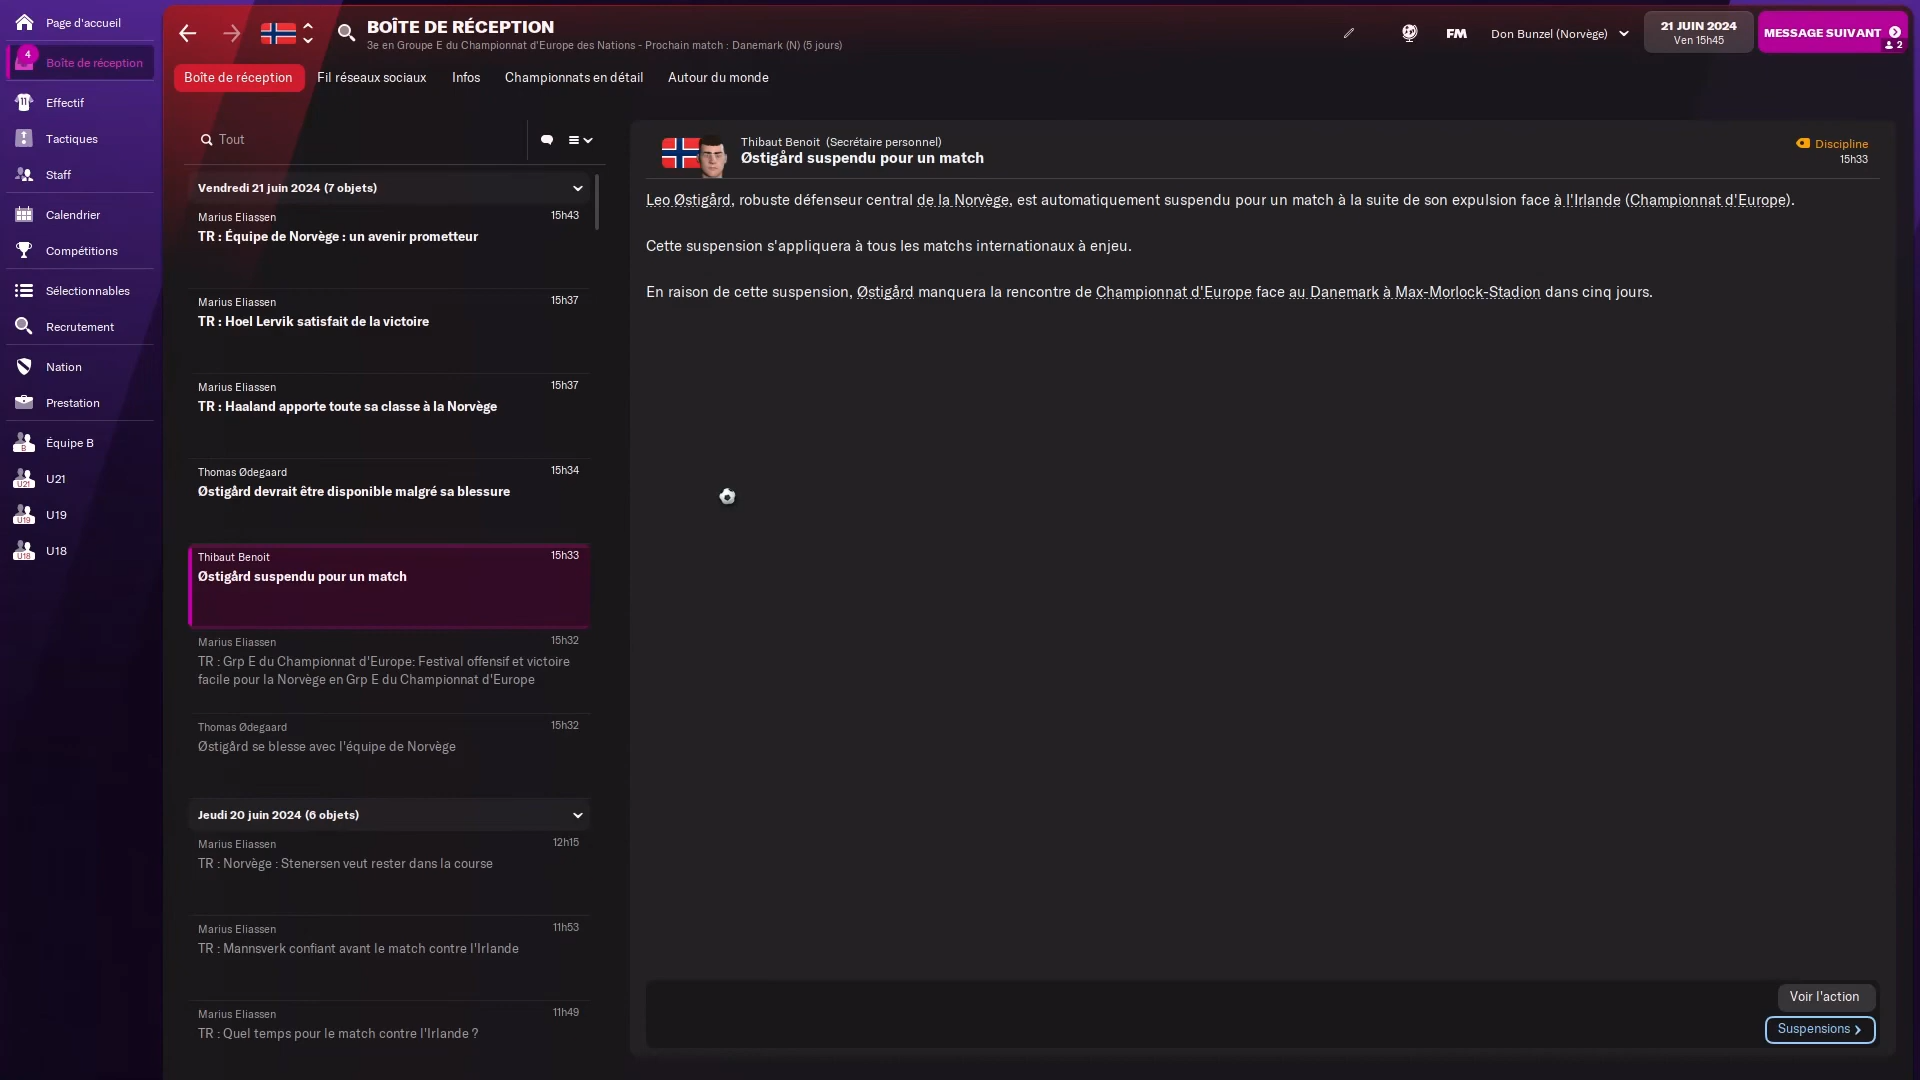 Page d'accueil
4
Boîte de réception
Effectif
Tactiques
Staff
Calendrier
Compétitions
Sélectionnables
Recrutement
Nation
Prestation
B
Équipe B
U21
U21
U19
U19
U18
U18
BOÎTE DE RÉCEPTION
3e en Groupe E du Championnat d'Europe des Nations - Prochain match : Danemark (N) (5 jours)
FM
Don Bunzel (Norvège)
21 JUIN 2024
Ven 15h45
MESSAGE SUIVANT
2
Boîte de réception
Fil réseaux sociaux
Infos
Championnats en détail
Autour du monde
Tout
Vendredi 21 juin 2024 (7 objets)
Marius Eliassen
15h43
TR : Équipe de Norvège : un avenir prometteur
Marius Eliassen
15h37
TR : Hoel Lervik satisfait de la victoire
Marius Eliassen
15h37
TR : Haaland apporte toute sa classe à la Norvège
Thomas Ødegaard
15h34
Østigård devrait être disponible malgré sa blessure
Thibaut Benoit
15h33
Østigård suspendu pour un match
Marius Eliassen
15h32
TR : Grp E du Championnat d'Europe: Festival offensif et victoire
facile pour la Norvège en Grp E du Championnat d'Europe
Thomas Ødegaard
15h32
Østigård se blesse avec l'équipe de Norvège
Jeudi 20 juin 2024 (6 objets)
Marius Eliassen
12h15
TR : Norvège : Stenersen veut rester dans la course
Marius Eliassen
11h53
TR : Mannsverk confiant avant le match contre l'Irlande
Marius Eliassen
11h49
TR : Quel temps pour le match contre l'Irlande ?
Thibaut Benoit (Secrétaire personnel)
Østigård suspendu pour un match
Discipline
15h33
Leo Østigård, robuste défenseur central de la Norvège, est automatiquement suspendu pour un match à la suite de son expulsion face à l'Irlande (Championnat d'Europe).
Cette suspension s'appliquera à tous les matchs internationaux à enjeu.
En raison de cette suspension, Østigård manquera la rencontre de Championnat d'Europe face au Danemark à Max-Morlock-Stadion dans cinq jours.
Voir l'action
Suspensions